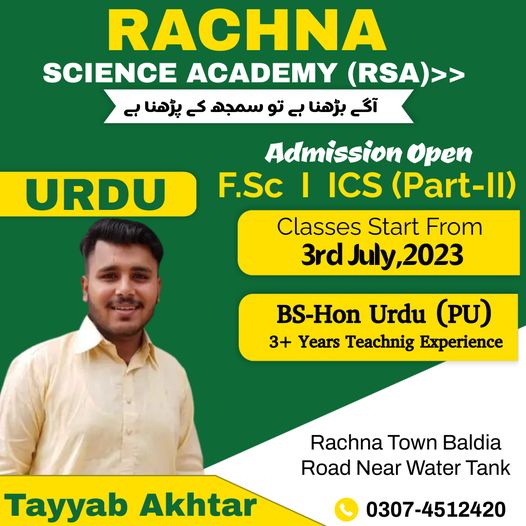 RACHNA
SCIENCE ACADEMY (RSA)>>
آگے بڑھنا ہے تو سمجھ کے پڑھنا ہے
Admission Open
F.Sc I ICS (Part-II)
URDU
Classes Start From
3rd July,2023
BS-Hon Urdu (PU)
3+ Years Teachnig Experience
Rachna Town Baldia
Road Near Water Tank
Tayyab Akhtar
0307-4512420